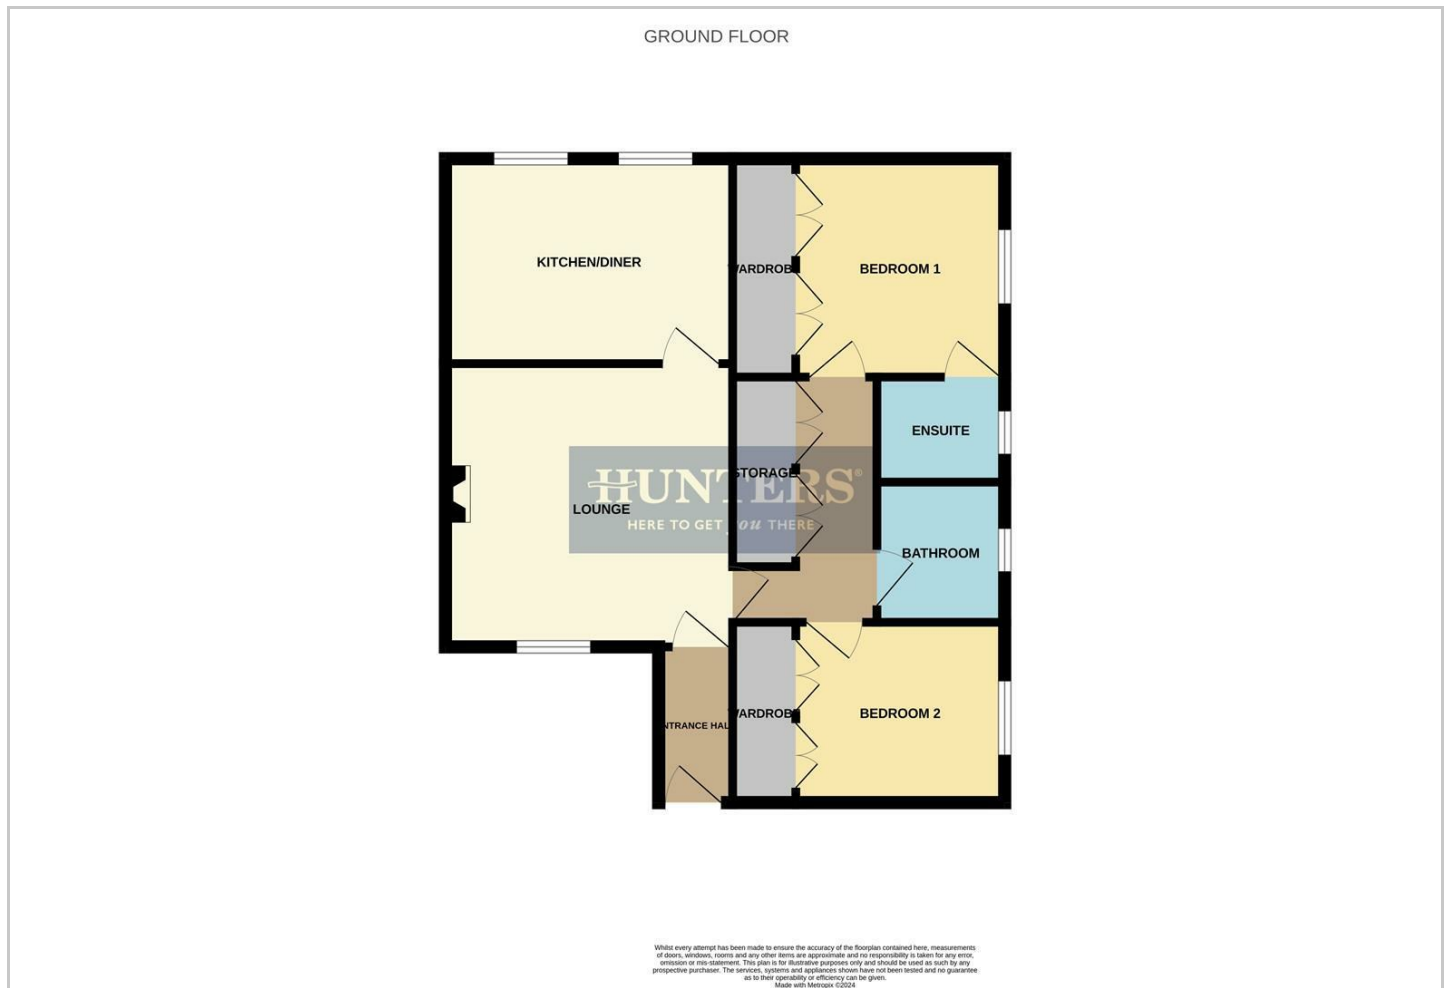 GROUND FLOOR
KITCHEN/DINER
WARDROBE
BEDROOM 1
ENSUITE
STORAGE
HUNTERS®
LOUNGE
HERE TO GET you THERE
BATHROOM
WARDROBE
BEDROOM 2
ENTRANCE HALL
Whilst every attempt has been made to ensure the accuracy of the floorplan contained here, measurements
of doors, windows, rooms and any other items are approximate and no responsibility is taken for any error,
omission or mis-statement. This plan is for illustrative purposes only and should be used as such by any
prospective purchaser. The services, systems and appliances shown have not been tested and no guarantee
as to their operability or efficiency can be given.
Made with Metropix ©2024